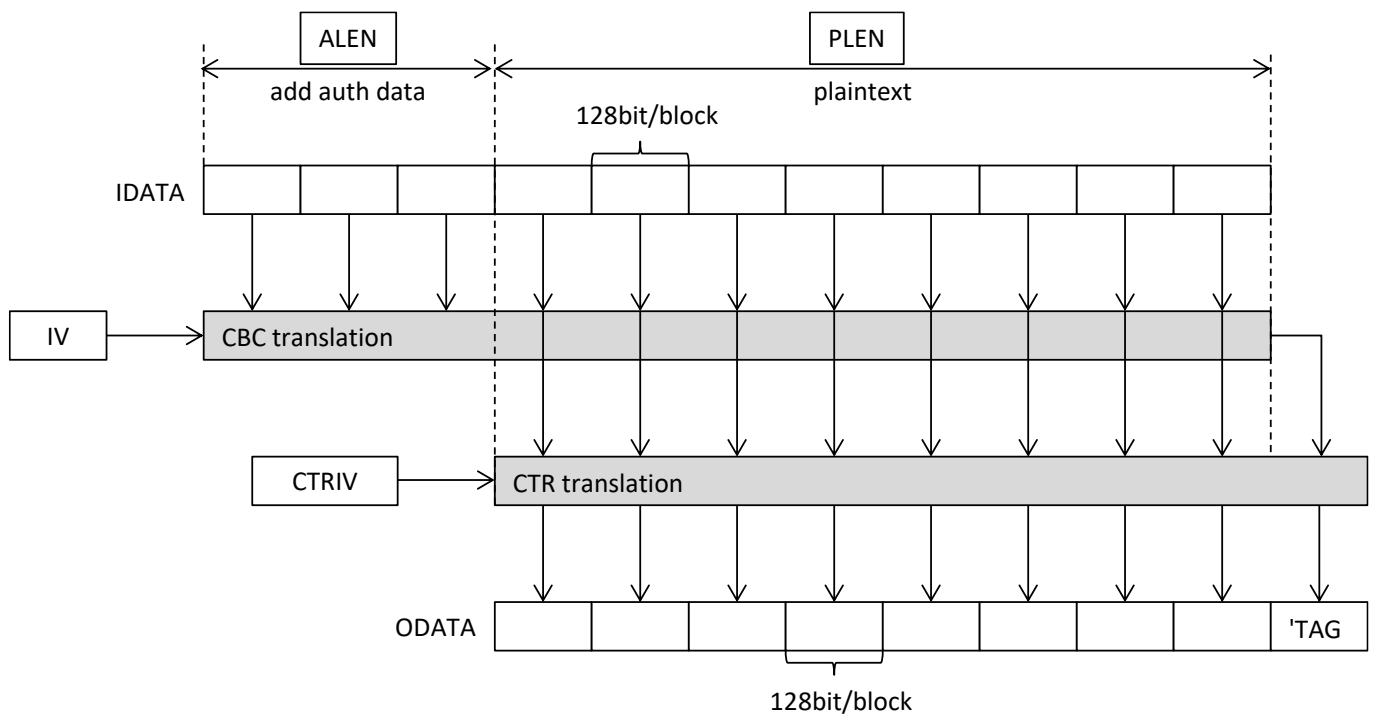 ALEN
PLEN
add auth data
plaintext
128bit/block
IDATA
IV
CBC translation
CTRIV
CTR translation
ODATA
'TAG
128bit/block